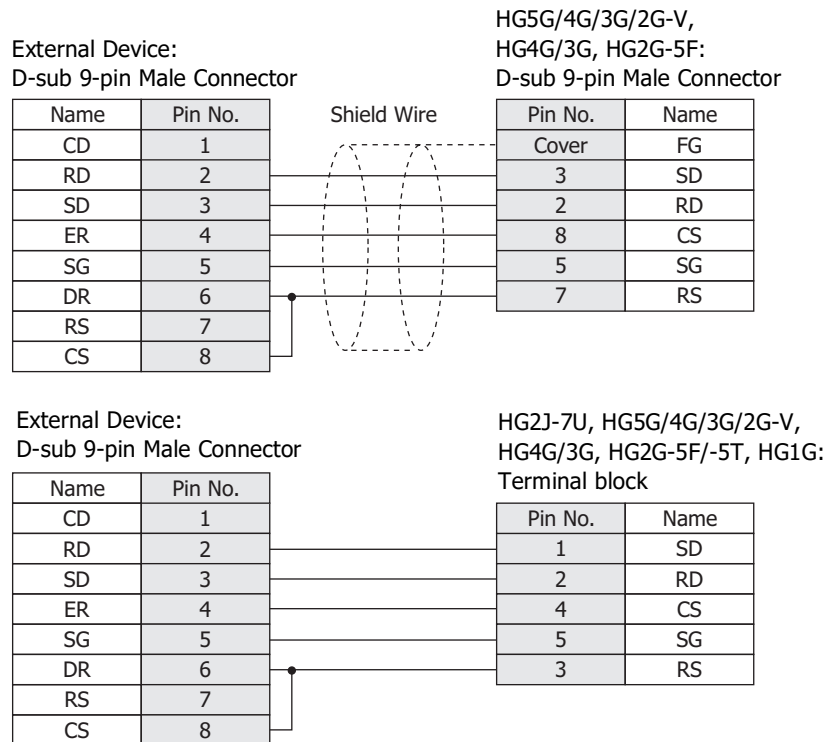 External Device:
D-sub 9-pin Male Connector
HG5G/4G/3G/2G-V,
HG4G/3G, HG2G-5F:
D-sub 9-pin Male Connector
Name Pin No. Shield Wire Pin No. Name
CD 1 Cover FG
RD 2 3 SD
SD 3 2 RD
ER 4 8 CS
SG 5 5 SG
DR 6 7 RS
RS 7
CS 8
External Device:
D-sub 9-pin Male Connector
HG2J-7U, HG5G/4G/3G/2G-V,
HG4G/3G, HG2G-5F/-5T, HG1G:
Terminal block
Name Pin No.
CD 1 Pin No. Name
RD 2 1 SD
SD 3 2 RD
ER 4 4 CS
SG 5 5 SG
DR 6 3 RS
RS 7
CS 8